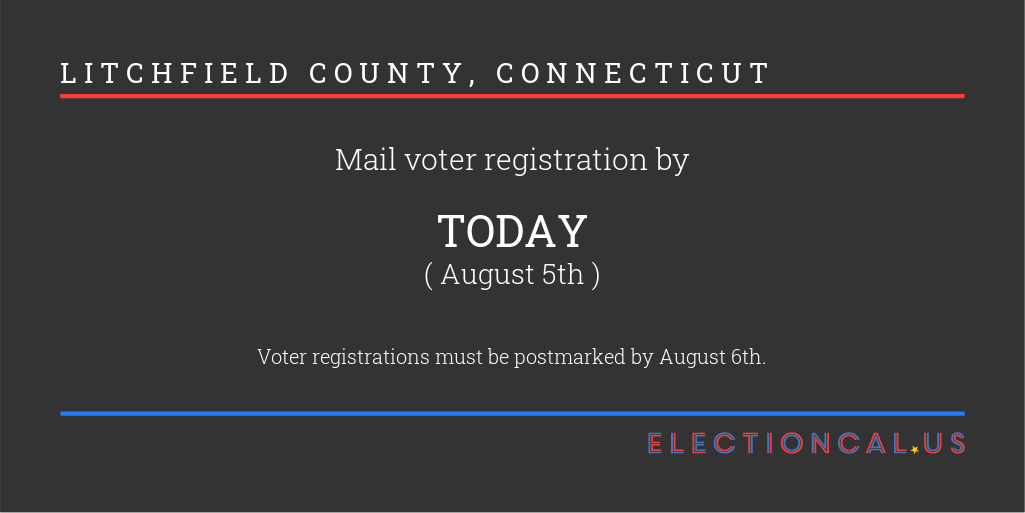 LITCHFIELD COUNTY, CONNECTICUT
Mail voter registration by
TODAY
( August 5th )
Voter registrations must be postmarked by August 6th.
ELECTIONCAL.US